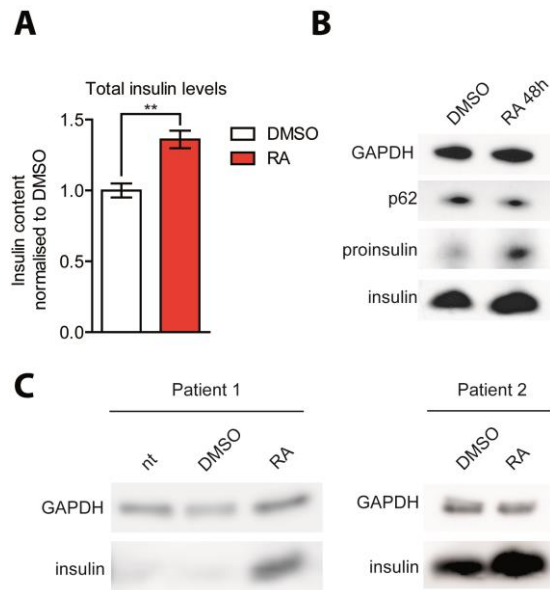 A
Total insulin levels
**
DMSO
RA
1.5
1.0
0.5
0.0
Insulin content
normalised to DMSO
B
DMSO
RA 48h
GAPDH
p62
proinsulin
insulin
C
Patient 1
nt
DMSO
RA
GAPDH
insulin
Patient 2
DMSO
RA
GAPDH
insulin